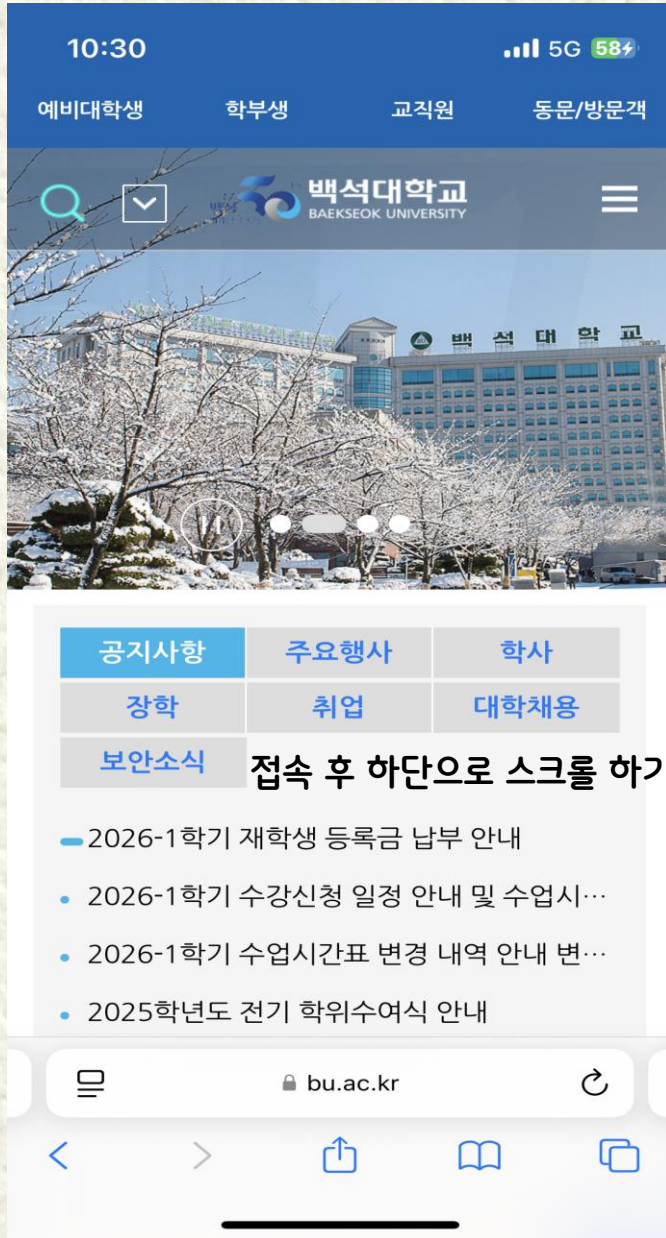 10:30 5G 58
예비대학생 학부생 교직원 동문/방문객
백석 50 백석대학교
BAEKSEOK UNIVERSITY
백석대학교
공지사항 주요행사 학사
장학 취업 대학채용
보안소식
접속 후 하단으로 스크롤 하기
2026-1학기 재학생 등록금 납부 안내
2026-1학기 수강신청 일정 안내 및 수업시…
2026-1학기 수업시간표 변경 내역 안내 변…
2025학년도 전기 학위수여식 안내
bu.ac.kr